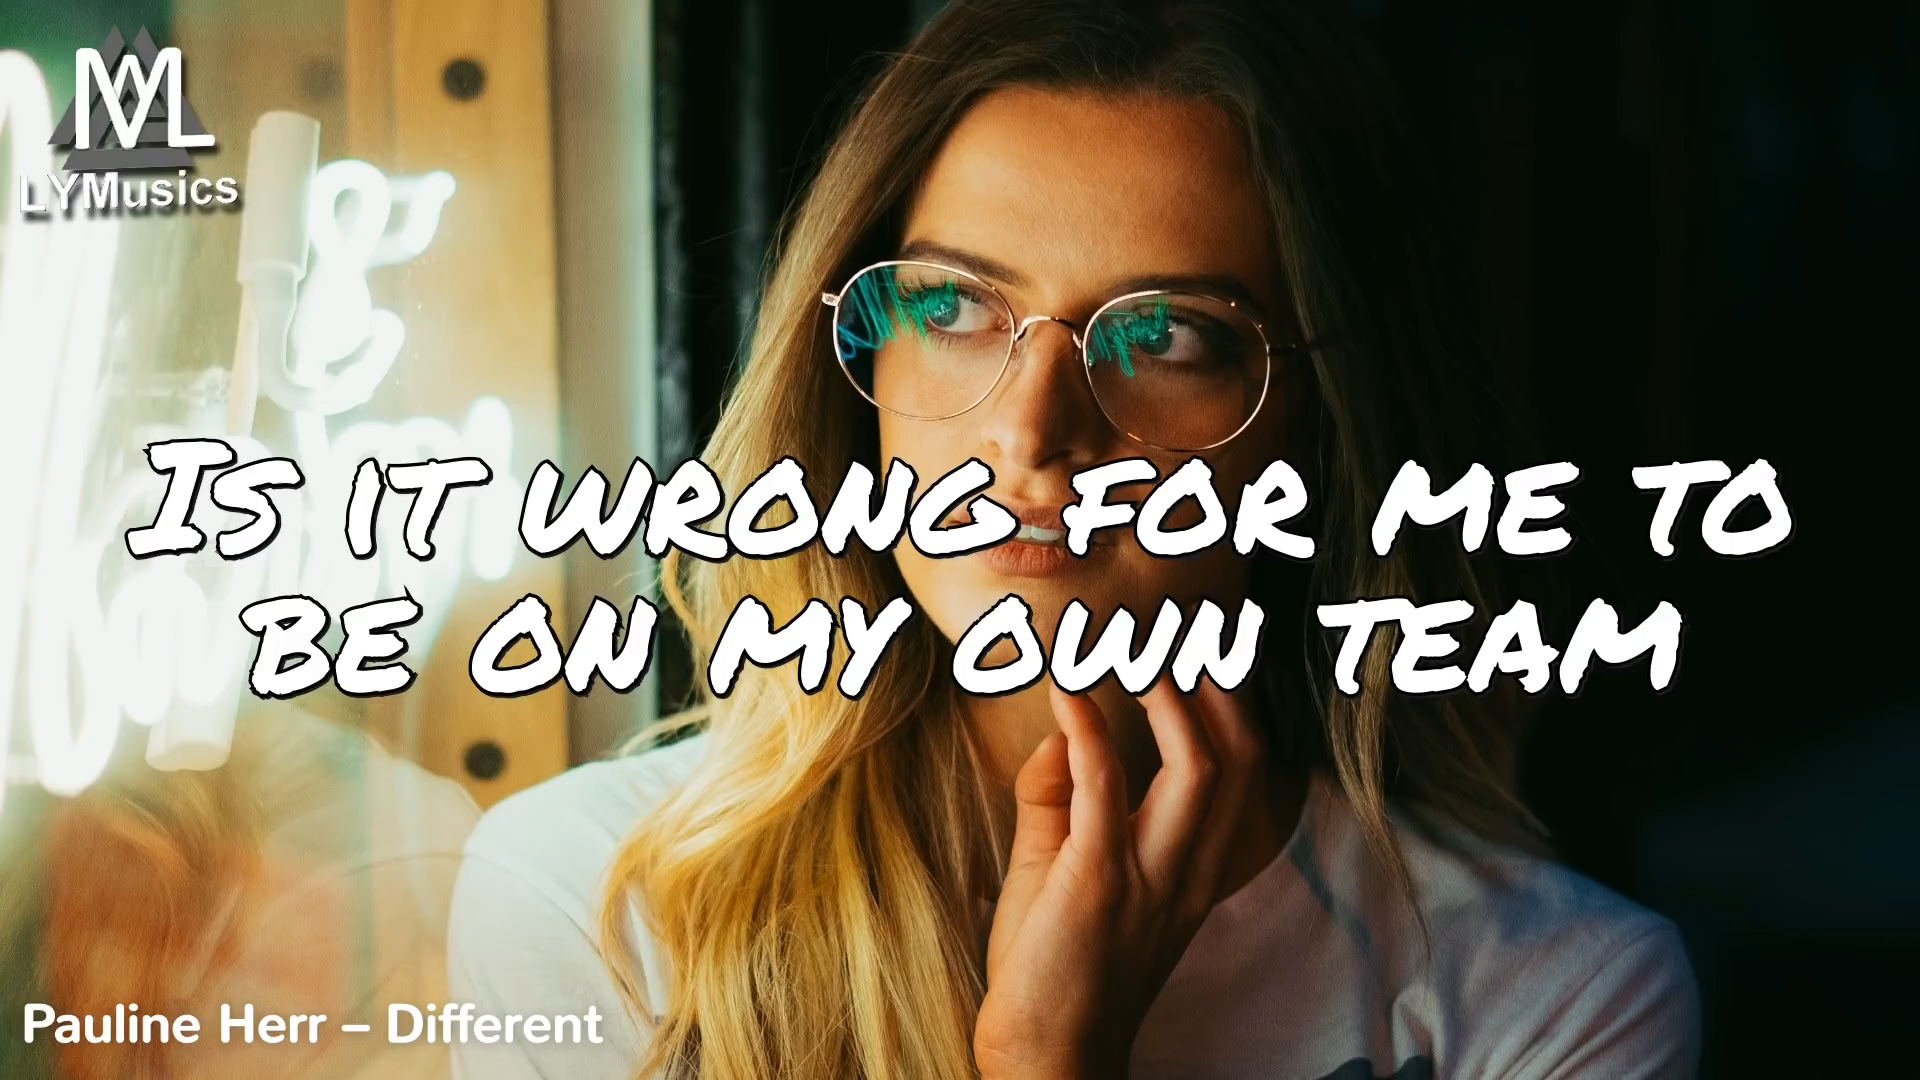 LYMusics
Is it wrong for me to
be on my own team
Pauline Herr – Different